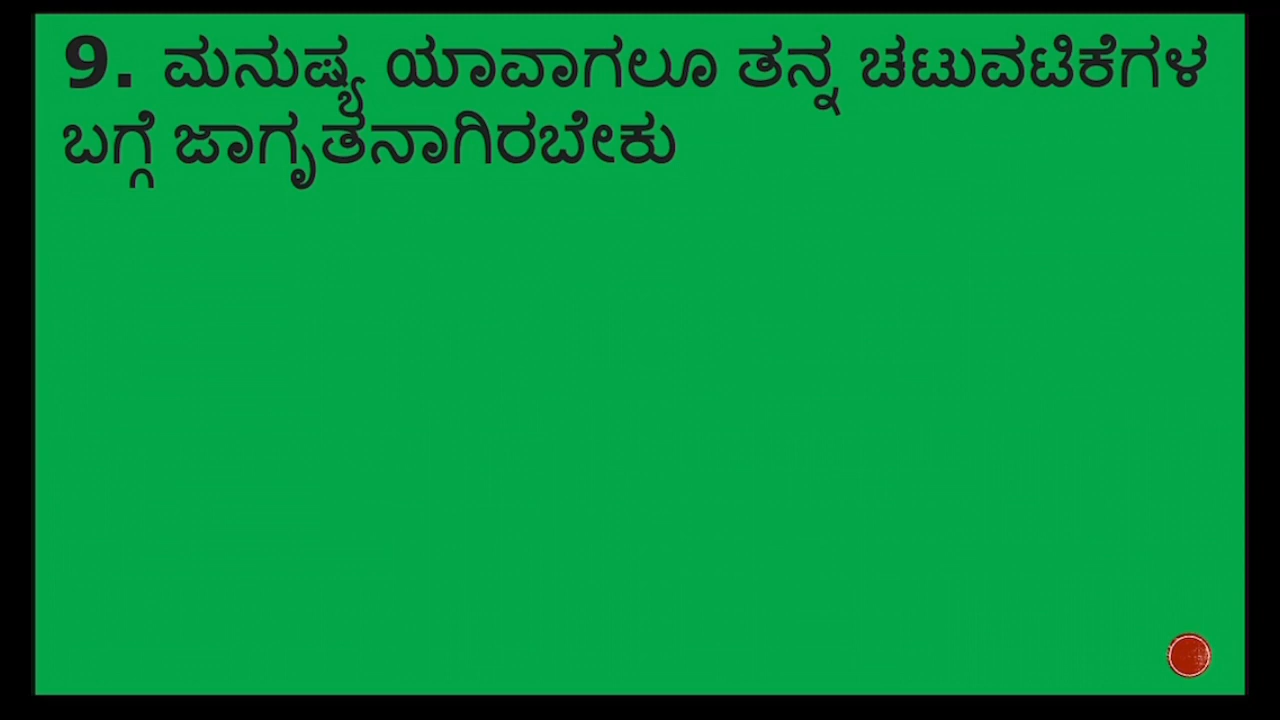 9. ಮನುಷ್ಯ ಯಾವಾಗಲೂ ತನ್ನ ಚಟುವಟಿಕೆಗಳ
ಬಗ್ಗೆ ಜಾಗೃತನಾಗಿರಬೇಕು